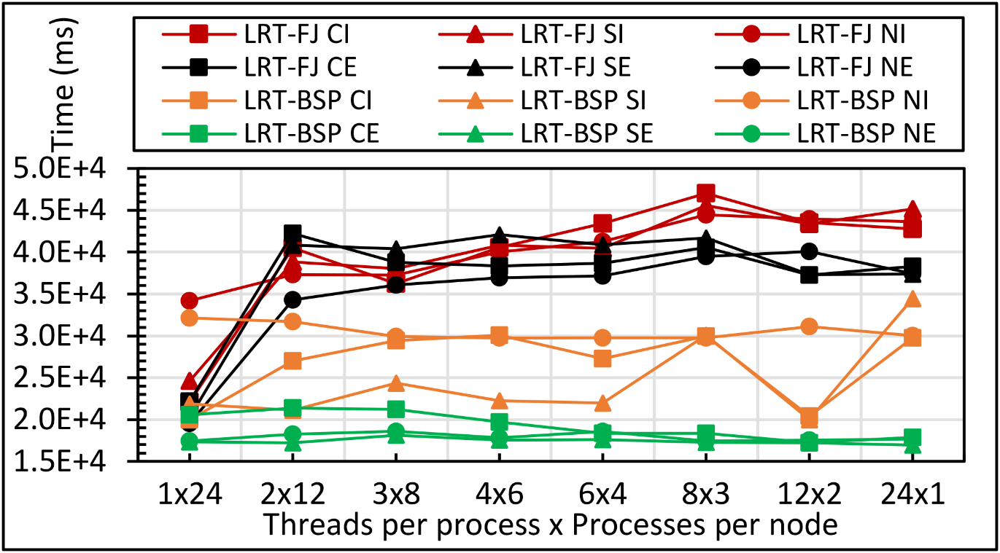 Time (ms)
LRT-FJ CI LRT-FJ SI LRT-FJ NI
LRT-FJ CE LRT-FJ SE LRT-FJ NE
LRT-BSP CI LRT-BSP SI LRT-BSP NI
LRT-BSP CE LRT-BSP SE LRT-BSP NE
5.0E+4
4.5E+4
4.0E+4
3.5E+4
3.0E+4
2.5E+4
2.0E+4
1.5E+4
1x24 2x12 3x8 4x6 6x4 8x3 12x2 24x1
Threads per process x Processes per node